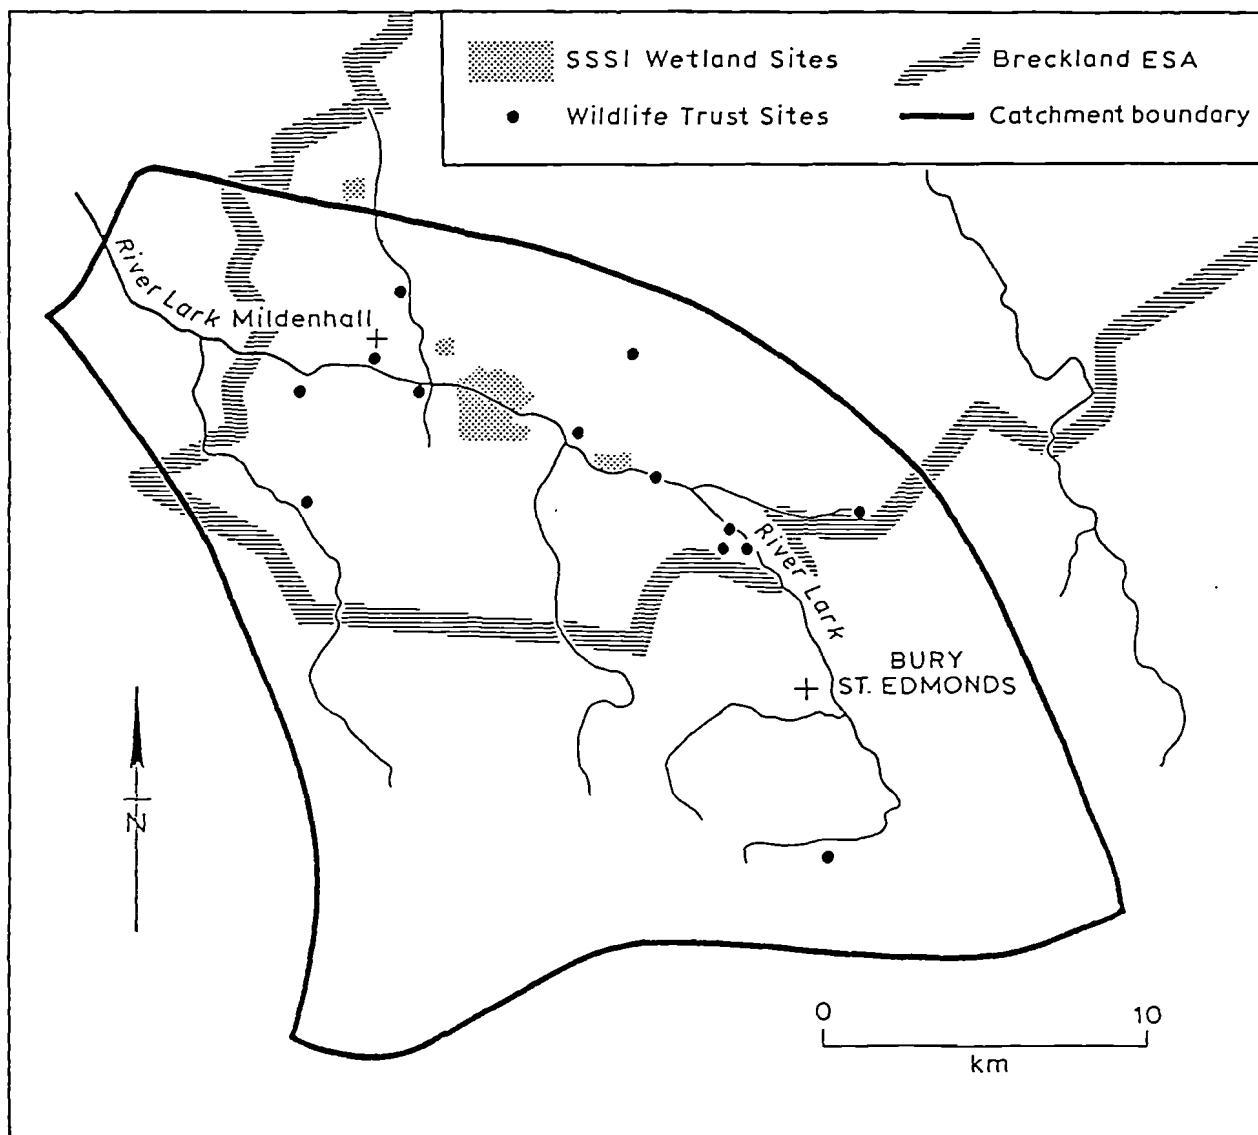 SSSI Wetland Sites
Breckland ESA
Wildlife Trust Sites
Catchment boundary
River Lark
Mildenhall
River Lark
BURY
ST. EDMONDS
N
0 10
km